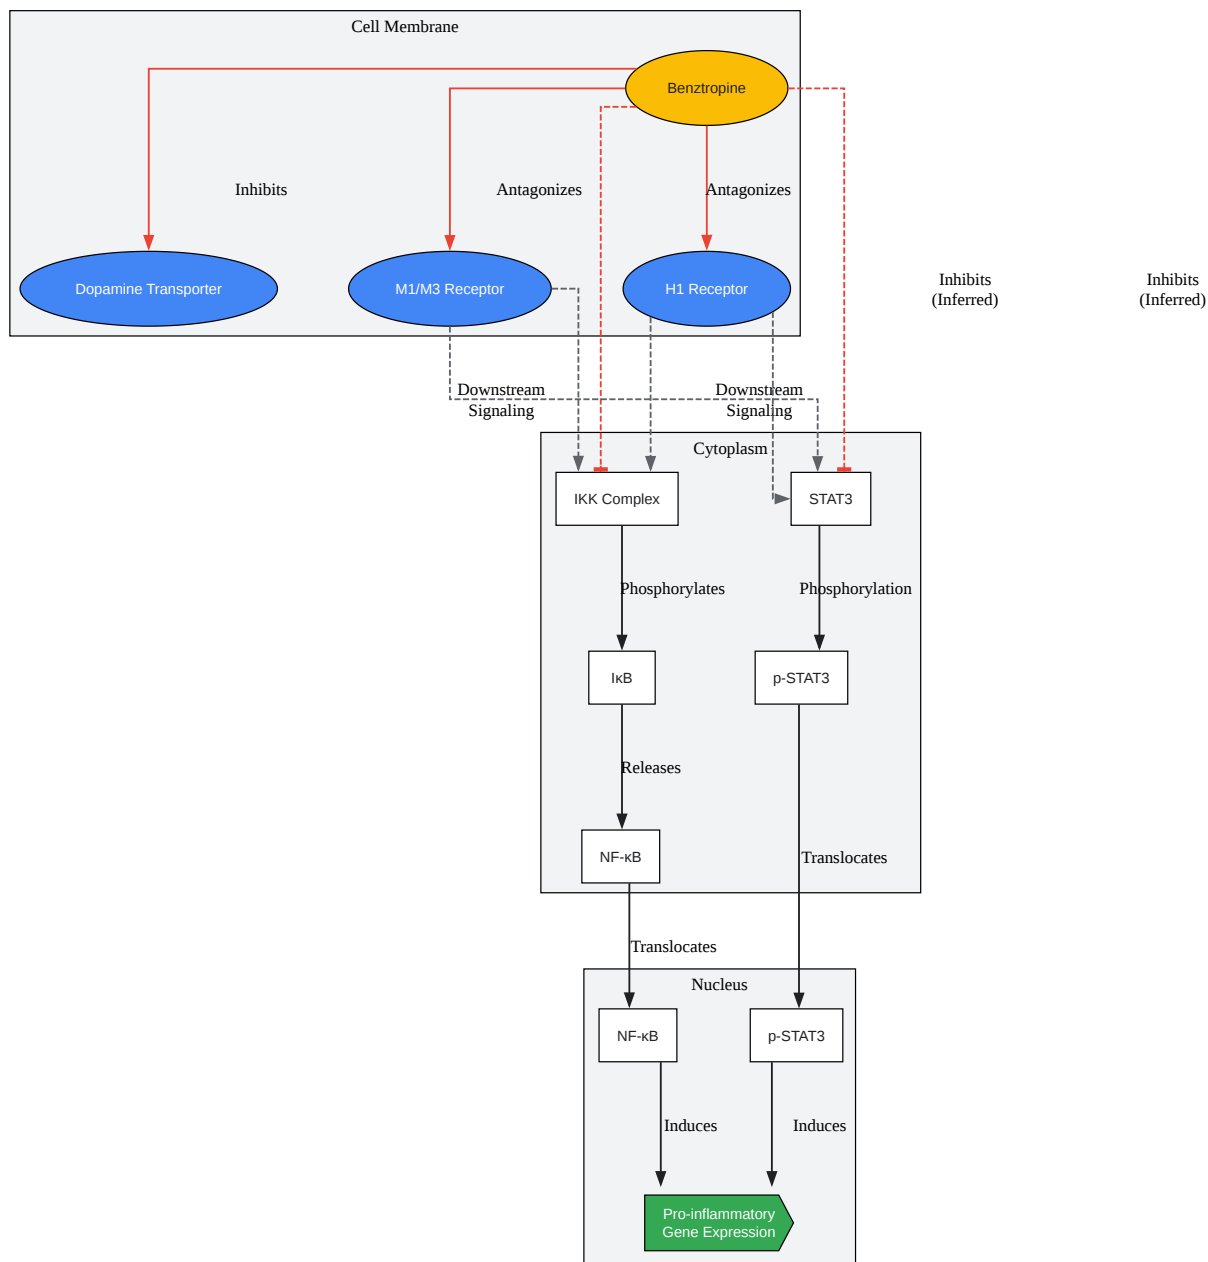 Cell Membrane
Benztropine
Inhibits
Antagonizes
Antagonizes
Dopamine Transporter
M1/M3 Receptor
H1 Receptor
Inhibits
(Inferred)
Inhibits
(Inferred)
Downstream
Signaling
Downstream
Signaling
Cytoplasm
IKK Complex
STAT3
Phosphorylates
Phosphorylation
IκB
p-STAT3
Releases
NF-κB
Translocates
Translocates
Nucleus
NF-κB
p-STAT3
Induces
Induces
Pro-inflammatory
Gene Expression